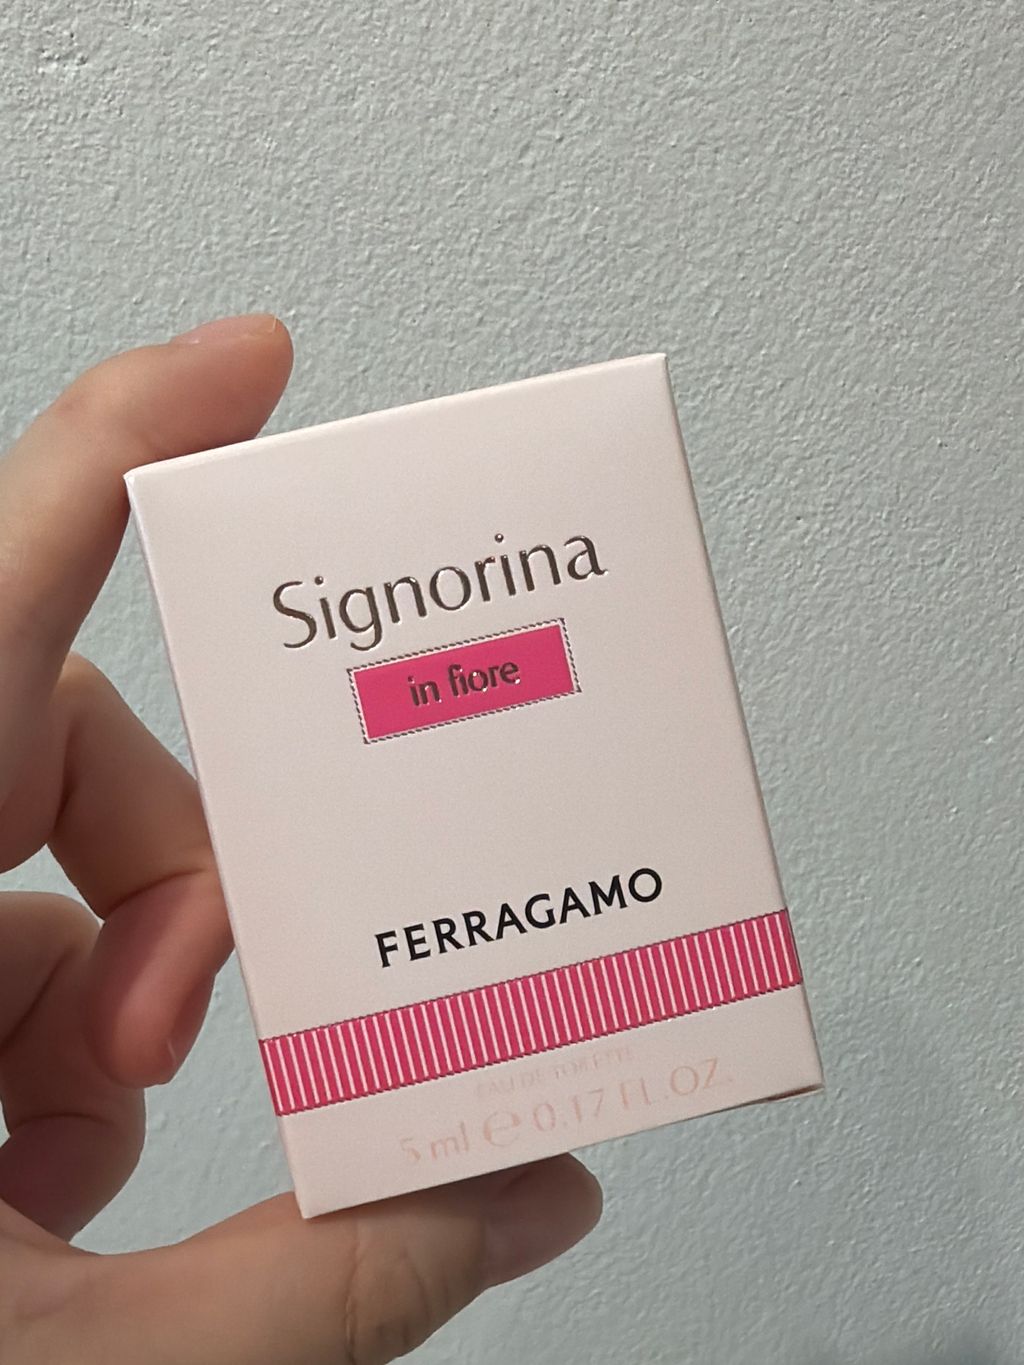 Signorina
in fiore
FERRAGAMO
EAU DE TOILETTE
5 ml ℮ 0.17 FL.OZ.